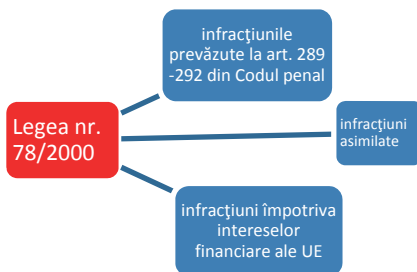 infracţiunile
prevăzute la art. 289
-292 din Codul penal
Legea nr.
78/2000
infracţiuni
asimilate
infracţiuni împotriva
intereselor
financiare ale UE